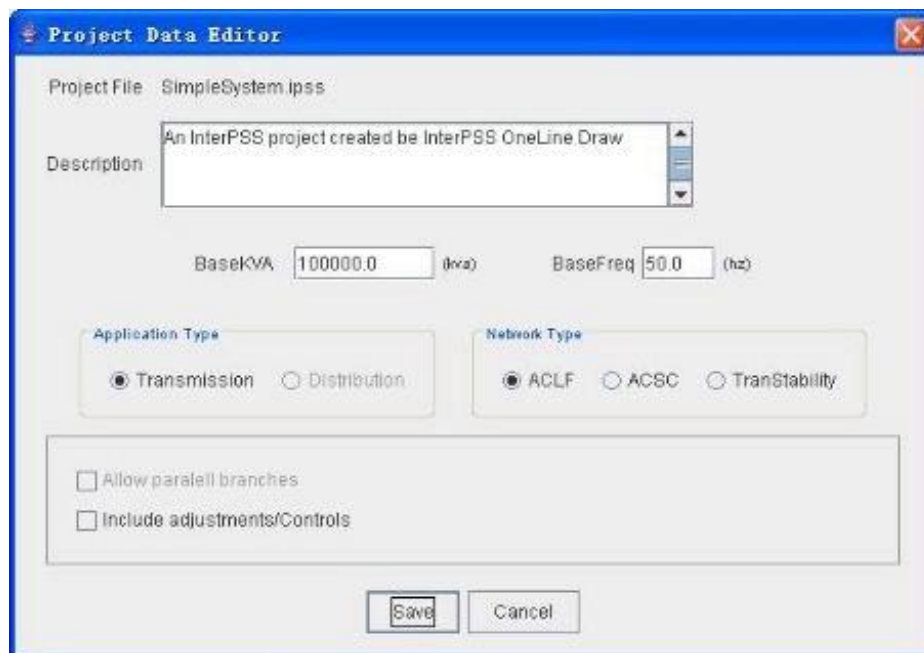 Project Data Editor
Project File SimpleSystem.ipss
An InterPSS project created be InterPSS OneLine Draw
Description
BaseKVA 100000.0 (kva) BaseFreq 50.0 (hz)
Application Type Network Type
Transmission Distribution ACLF ACSC TranStability
Allow paralell branches
Include adjustments/Controls
Save Cancel